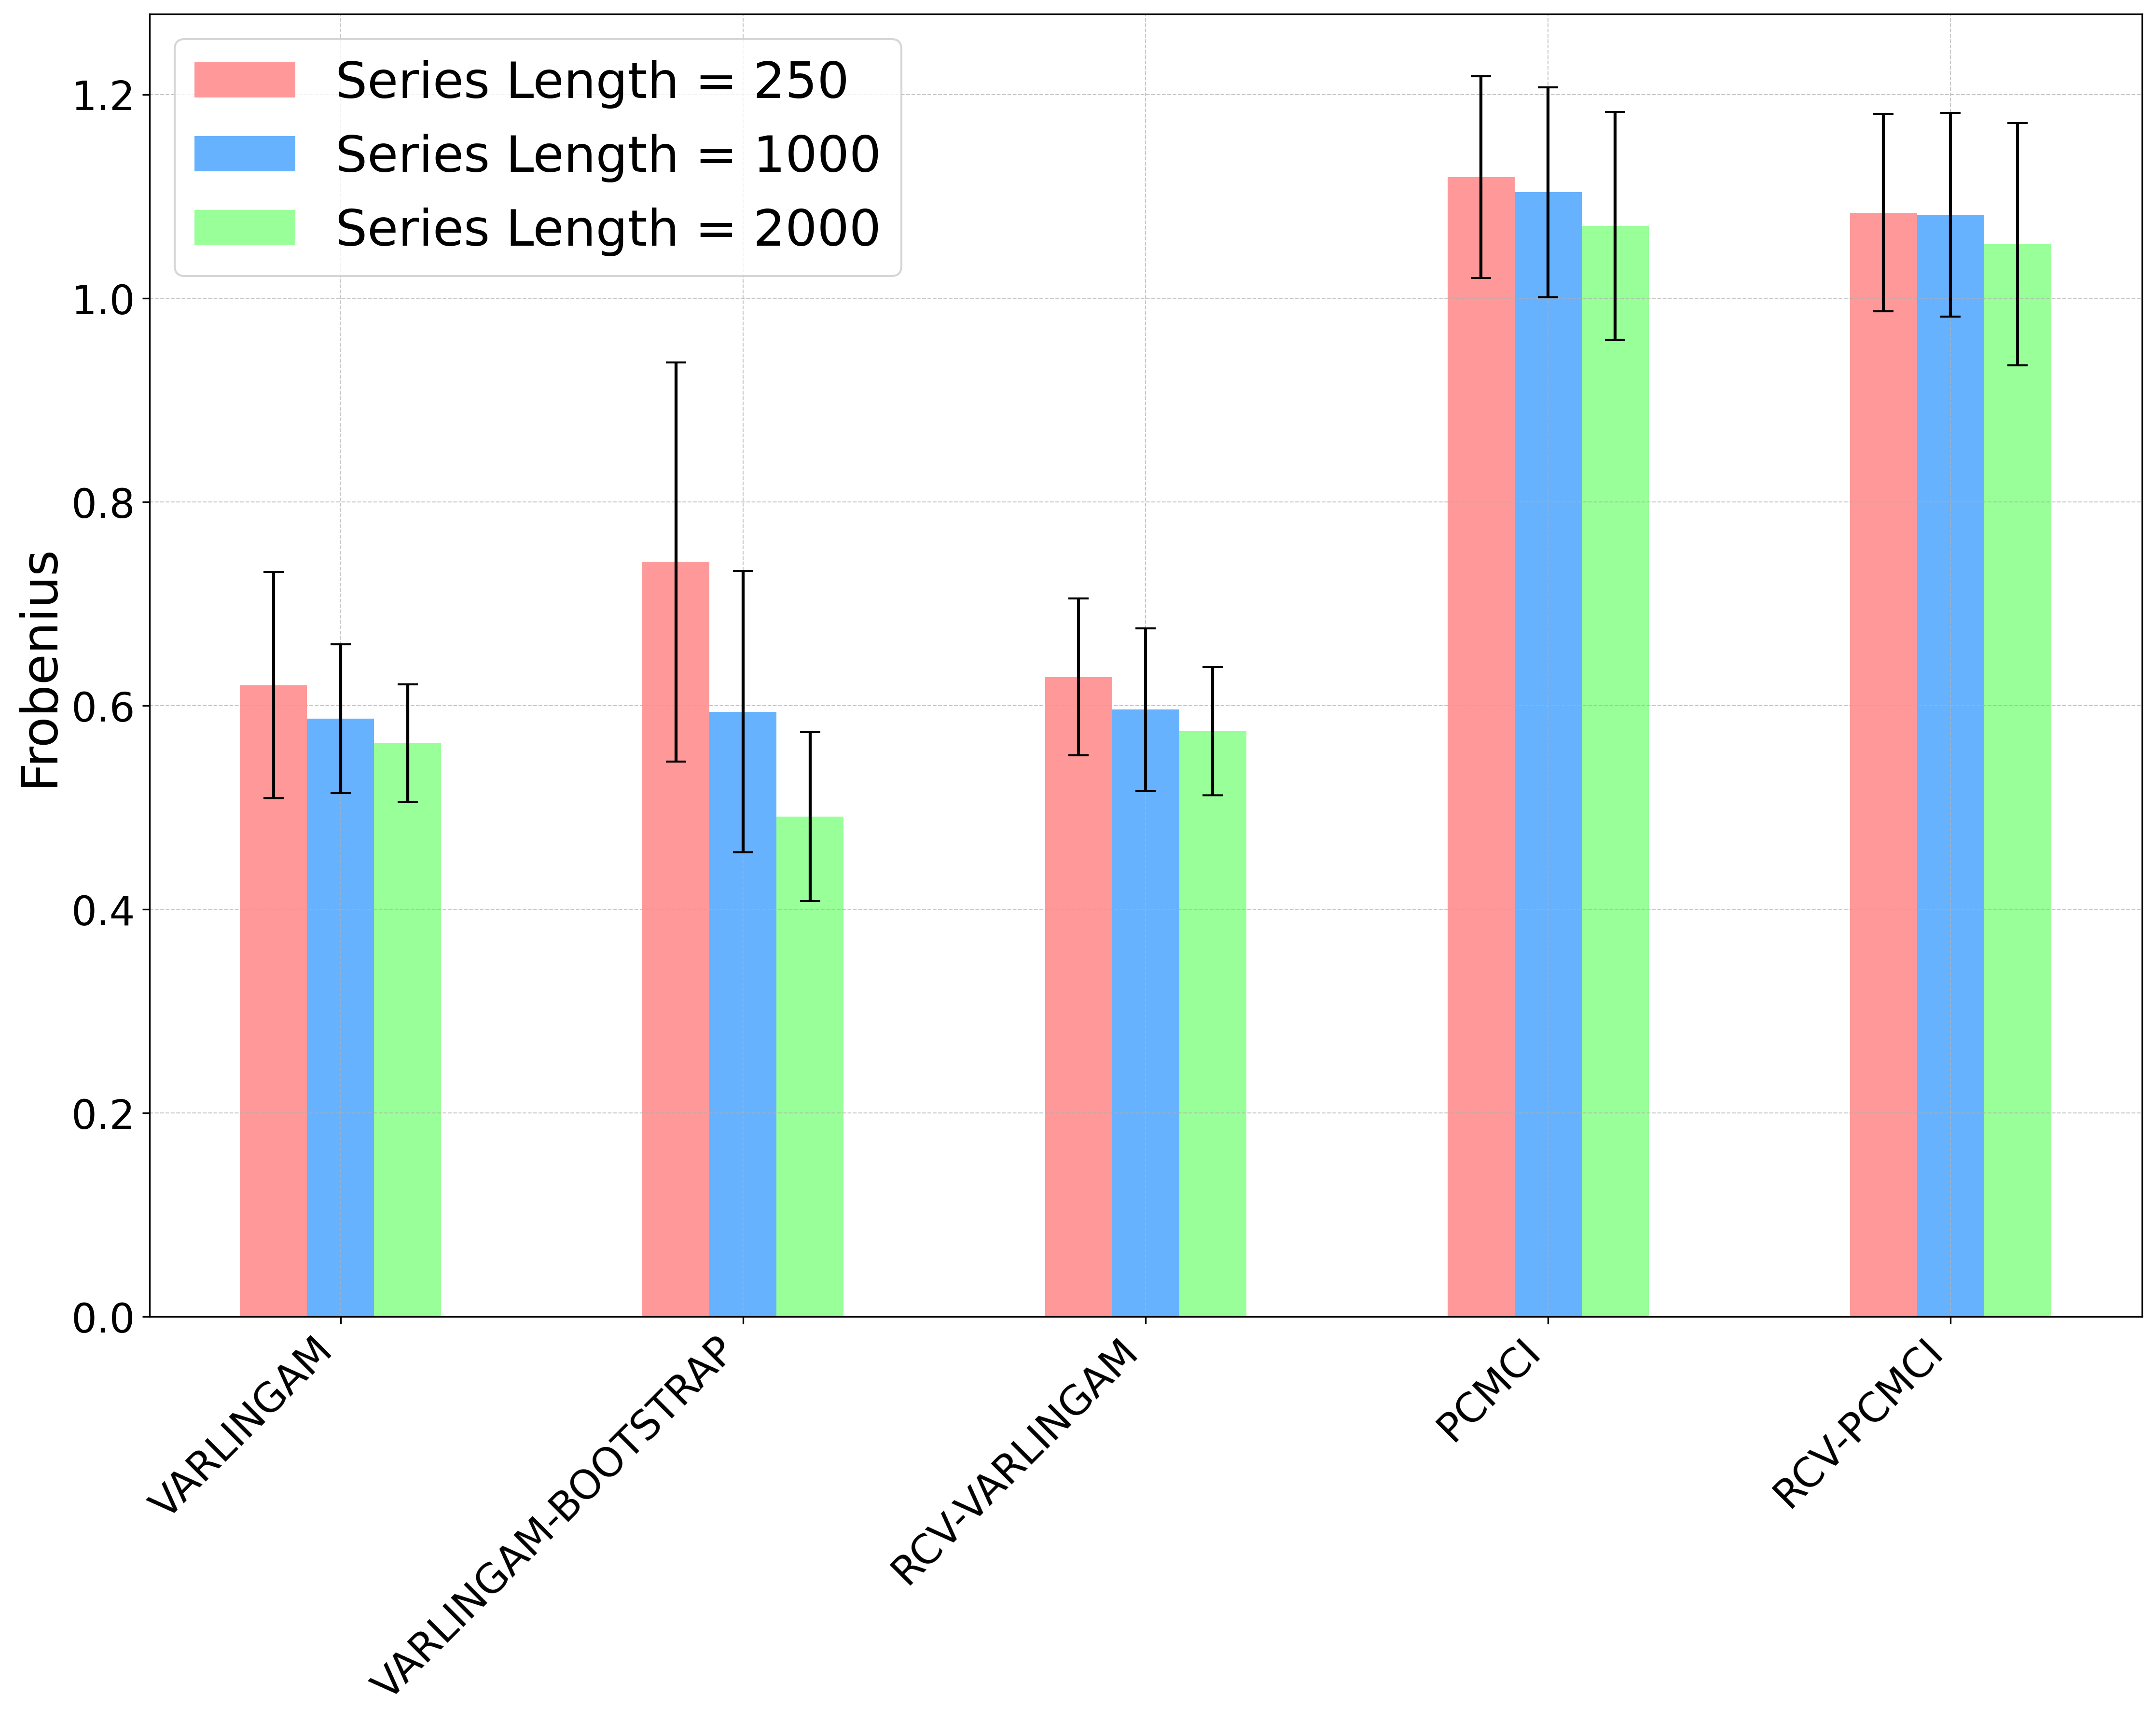 Series Length = 250
Series Length = 1000
Series Length = 2000
Frobenius
1.2
1.0
0.8
0.6
0.4
0.2
0.0
VARLINGAM
VARLINGAM-BOOTSTRAP
RCV-VARLINGAM
PCMCI
RCV-PCMCI